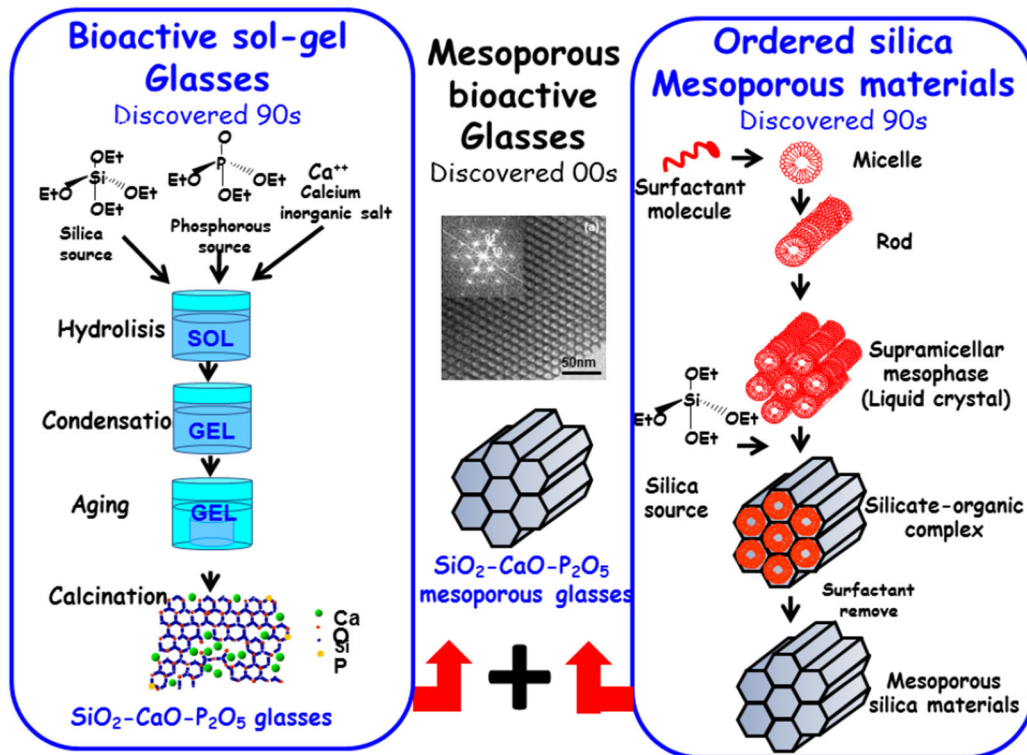 Bioactive sol-gel
Glasses
Discovered 90s
OEt
Si
EtO
OEt
OEt
O
P
EtO
OEt
OEt
Ca++
Calcium
inorganic salt
Silica
source
Phosphorous
source
Hydrolisis
SOL
Condensatio
GEL
Aging
GEL
Calcination
Ca
O
Si
P
SiO2-CaO-P2O5 glasses
Mesoporous
bioactive
Glasses
Discovered 00s
(a)
01
10
50nm
SiO2-CaO-P2O5
mesoporous glasses
Ordered silica
Mesoporous materials
Discovered 90s
Surfactant
molecule
Micelle
Rod
Supramicellar
mesophase
(Liquid crystal)
OEt
Si
EtO
OEt
OEt
Silica
source
Silicate-organic
complex
Surfactant
remove
Mesoporous
silica materials